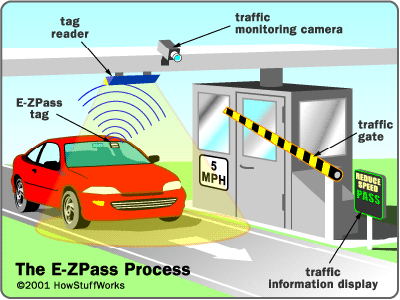 tag
reader
traffic
monitoring camera
E-ZPass
tag
traffic
gate
5
MPH
REDUCE
SPEED
PASS
The E-ZPass Process
©2001 HowStuffWorks
traffic
information display